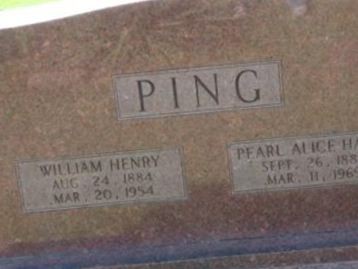 PING
WILLIAM HENRY
AUG. 24, 1884
MAR. 20, 1954
PEARL ALICE
SEPT. 26,
MAR. 11,